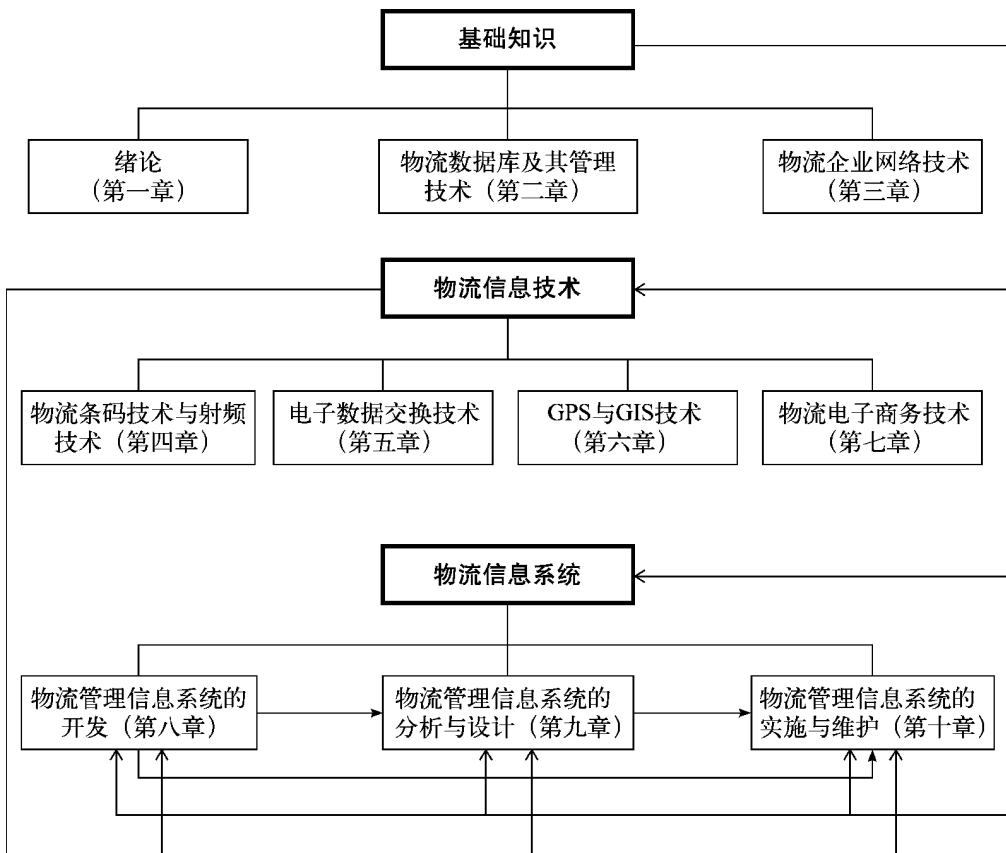 基础知识
绪论
（第一章）
物流数据库及其管理
技术（第二章）
物流企业网络技术
（第三章）
物流信息技术
物流条码技术与射频
技术（第四章）
电子数据交换技术
（第五章）
GPS与GIS技术
（第六章）
物流电子商务技术
（第七章）
物流信息系统
物流管理信息系统的
开发（第八章）
物流管理信息系统的
分析与设计（第九章）
物流管理信息系统的
实施与维护（第十章）